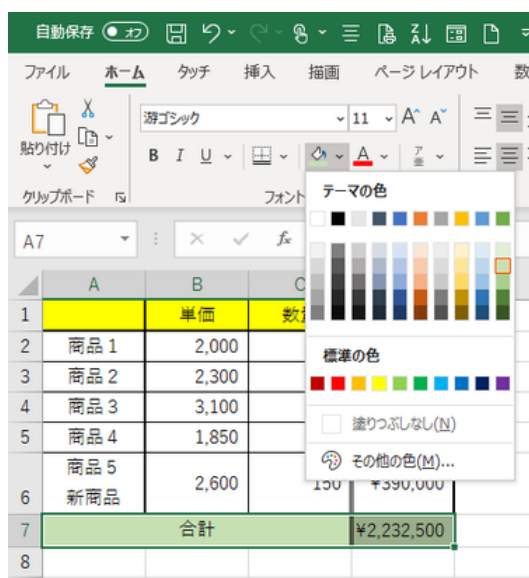 自動保存 オフ
ファイル ホーム タッチ 挿入 描画 ページ レイアウト 数
貼り付け
游ゴシック 11 A A
B I U A
クリップボード フォント
テーマの色
A7 fx
標準の色
塗りつぶしなし(N)
その他の色(M)...
A B C
1 単価
2 商品 1 2,000
3 商品 2 2,300
4 商品 3 3,100
5 商品 4 1,850
商品 5
6 新商品 2,600 150 ¥390,000
7 合計 ¥2,232,500
8